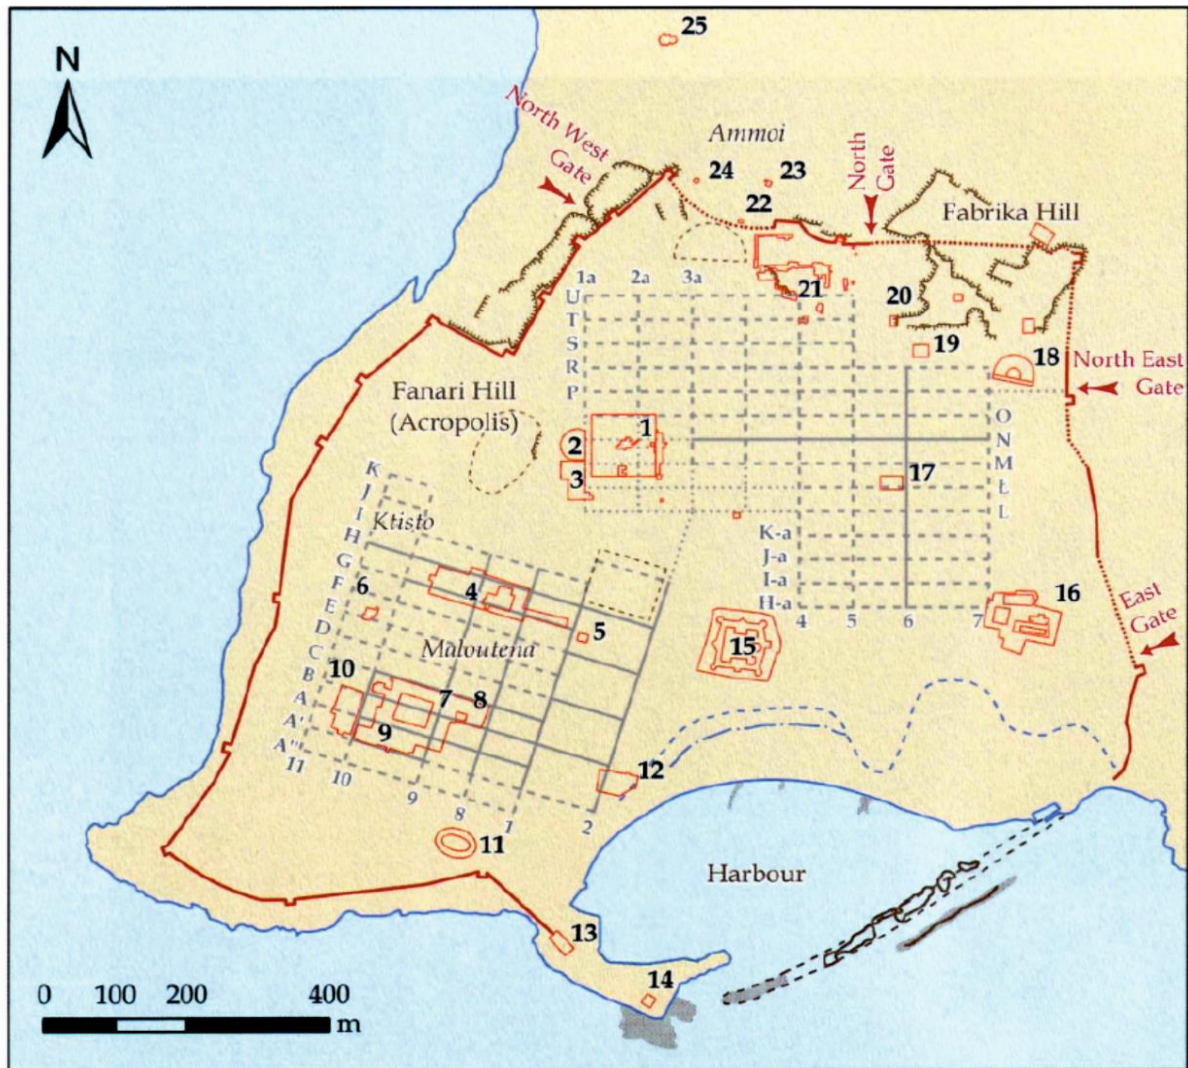 25
N
North West
Gate
Ammoi
24
23
22
North
Gate
Fabrika Hill
1a
2a
3a
21
20
U
T
S
R
P
19
18
North East
Gate
Fanari Hill
(Acropolis)
1
2
3
O
N
M
Ł
L
17
K
J
I
H
G
F
E
D
C
B
A
A'
A"
Ktisto
K-a
J-a
I-a
H-a
4
5
6
7
16
East
Gate
6
4
5
Maloutena
15
10
7
8
9
12
11
10
9
8
1
2
11
Harbour
13
14
0
100
200
400
m